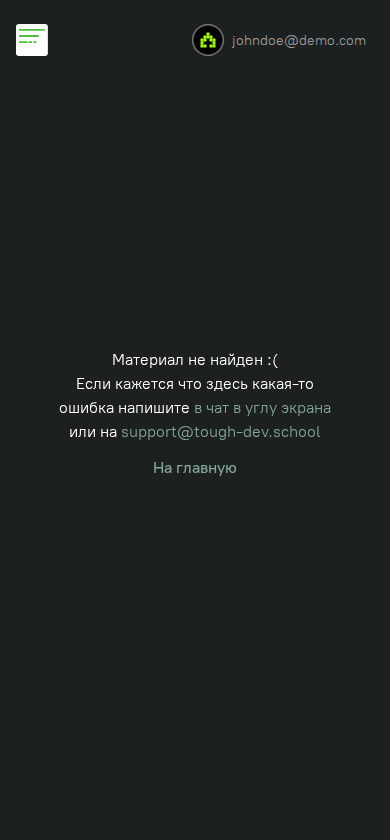 johndoe@demo.com
Материал не найден :(
Если кажется что здесь какая-то
ошибка напишите в чат в углу экрана
или на support@tough-dev.school
На главную